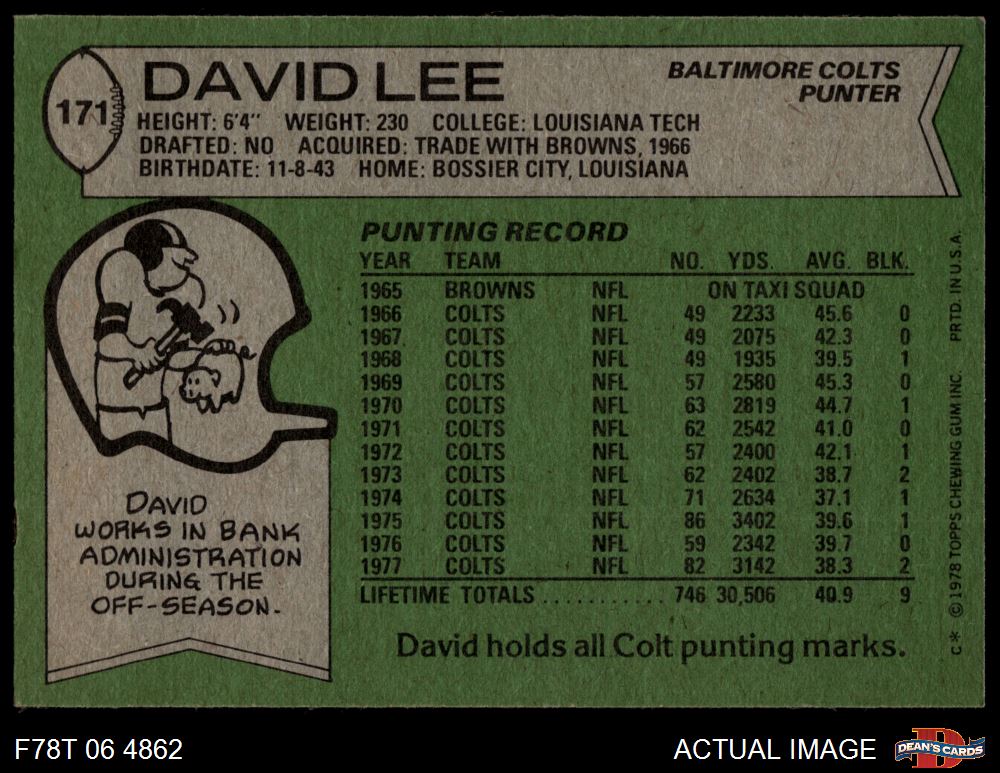 171
DAVID LEE
BALTIMORE COLTS
PUNTER
HEIGHT: 6'4" WEIGHT: 230 COLLEGE: LOUISIANA TECH
DRAFTED: NO ACQUIRED: TRADE WITH BROWNS, 1966
BIRTHDATE: 11-8-43 HOME: BOSSIER CITY, LOUISIANA
PUNTING RECORD
YEAR TEAM NO. YDS. AVG. BLK.
1965 BROWNS NFL ON TAXI SQUAD
1966 COLTS NFL 49 2233 45.6 0
1967 COLTS NFL 49 2075 42.3 0
1968 COLTS NFL 49 1935 39.5 1
1969 COLTS NFL 57 2580 45.3 0
1970 COLTS NFL 63 2819 44.7 1
1971 COLTS NFL 62 2542 41.0 0
1972 COLTS NFL 57 2400 42.1 1
1973 COLTS NFL 62 2402 38.7 2
1974 COLTS NFL 71 2634 37.1 1
1975 COLTS NFL 86 3402 39.6 1
1976 COLTS NFL 59 2342 39.7 0
1977 COLTS NFL 82 3142 38.3 2
LIFETIME TOTALS ........... 746 30,506 40.9 9
David holds all Colt punting marks.
DAVID
WORKS IN BANK
ADMINISTRATION
DURING THE
OFF-SEASON.
C* © 1978 TOPPS CHEWING GUM INC. PRTD. IN U.S.A.
F78T 06 4862
ACTUAL IMAGE
D
DEAN'S CARDS